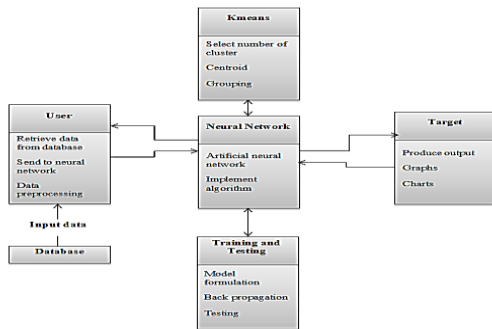 Kmeans
Select number of
cluster
Centroid
Grouping
User
Retrieve data
from database
Send to neural
network
Data
preprocessing
Neural Network
Artificial neural
network
Implement
algorithm
Target
Produce output
Graphs
Charts
Input data
Database
Training and
Testing
Model
formulation
Back propagation
Testing